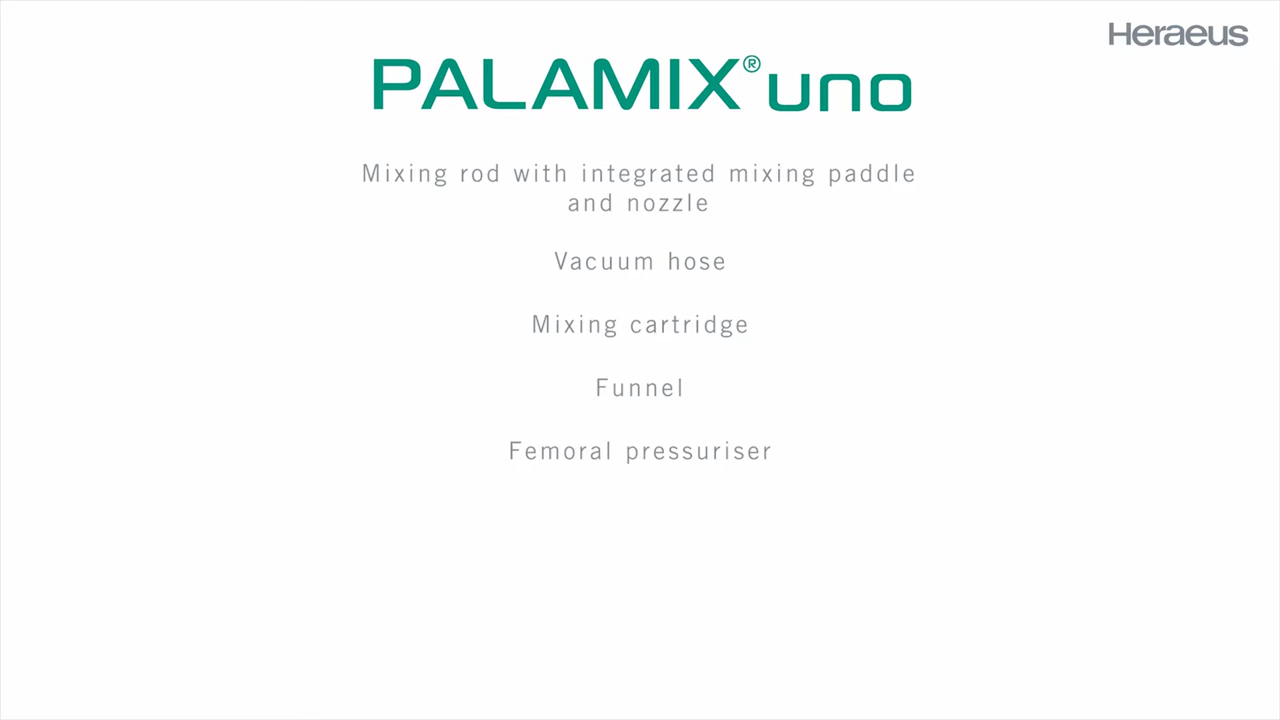 Heraeus
PALAMIX® uno
Mixing rod with integrated mixing paddle
and nozzle
Vacuum hose
Mixing cartridge
Funnel
Femoral pressuriser